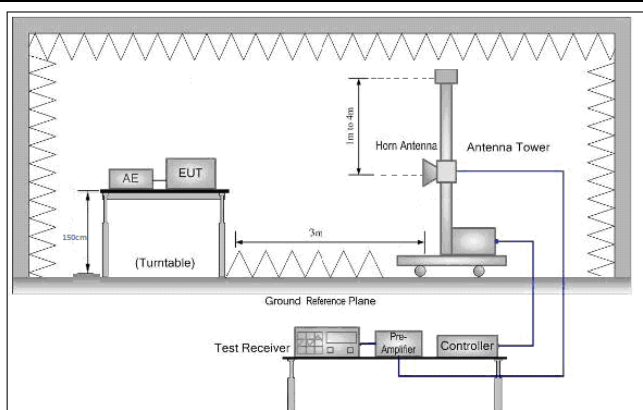 1m to 4m
Horn Antenna
Antenna Tower
AE
EUT
150cm
(Turntable)
3m
Ground Reference Plane
Test Receiver
Pre-
Amplifier
Controller